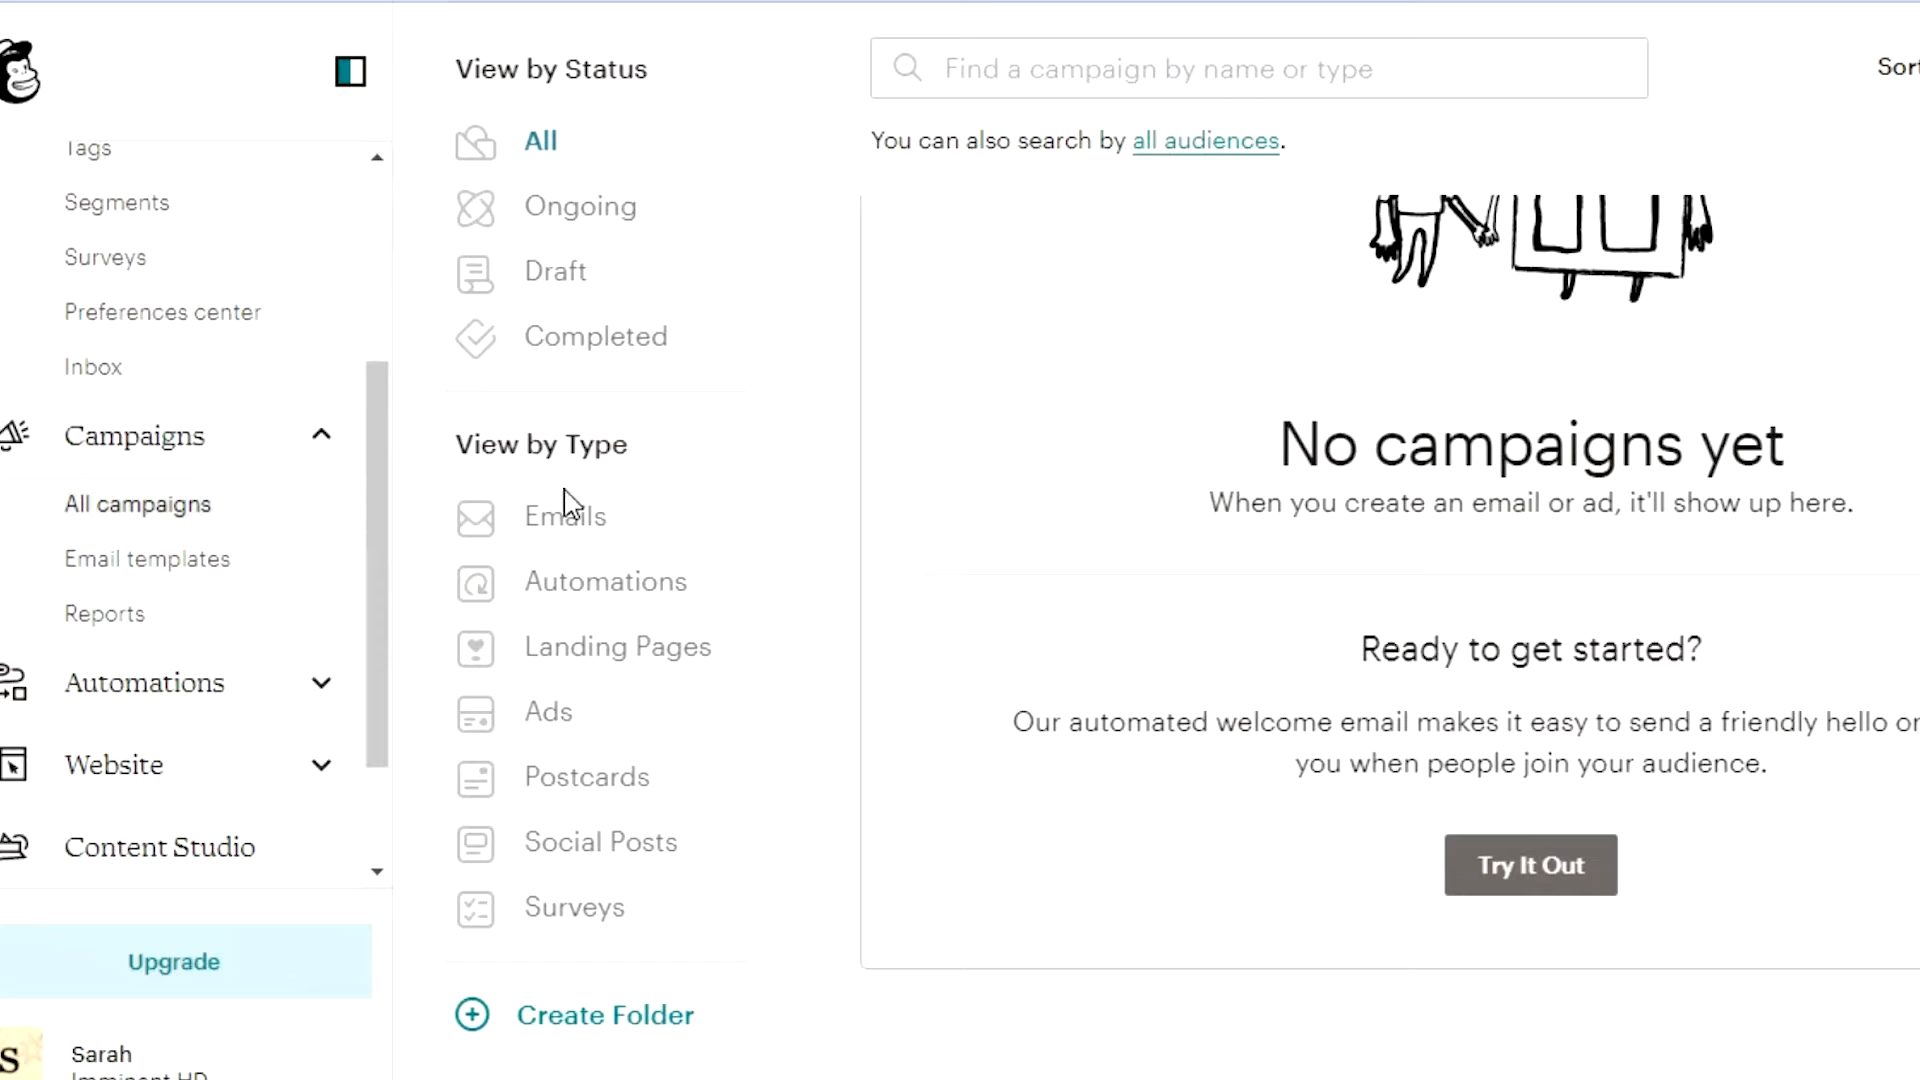 Tags
Segments
Surveys
Preferences center
Inbox
Campaigns
All campaigns
Email templates
Reports
Automations
Website
Content Studio
Upgrade
S
Sarah
View by Status
All
Ongoing
Draft
Completed
View by Type
Emails
Automations
Landing Pages
Ads
Postcards
Social Posts
Surveys
Create Folder
Find a campaign by name or type
Sort
You can also search by all audiences.
No campaigns yet
When you create an email or ad, it'll show up here.
Ready to get started?
Our automated welcome email makes it easy to send a friendly hello or
you when people join your audience.
Try It Out